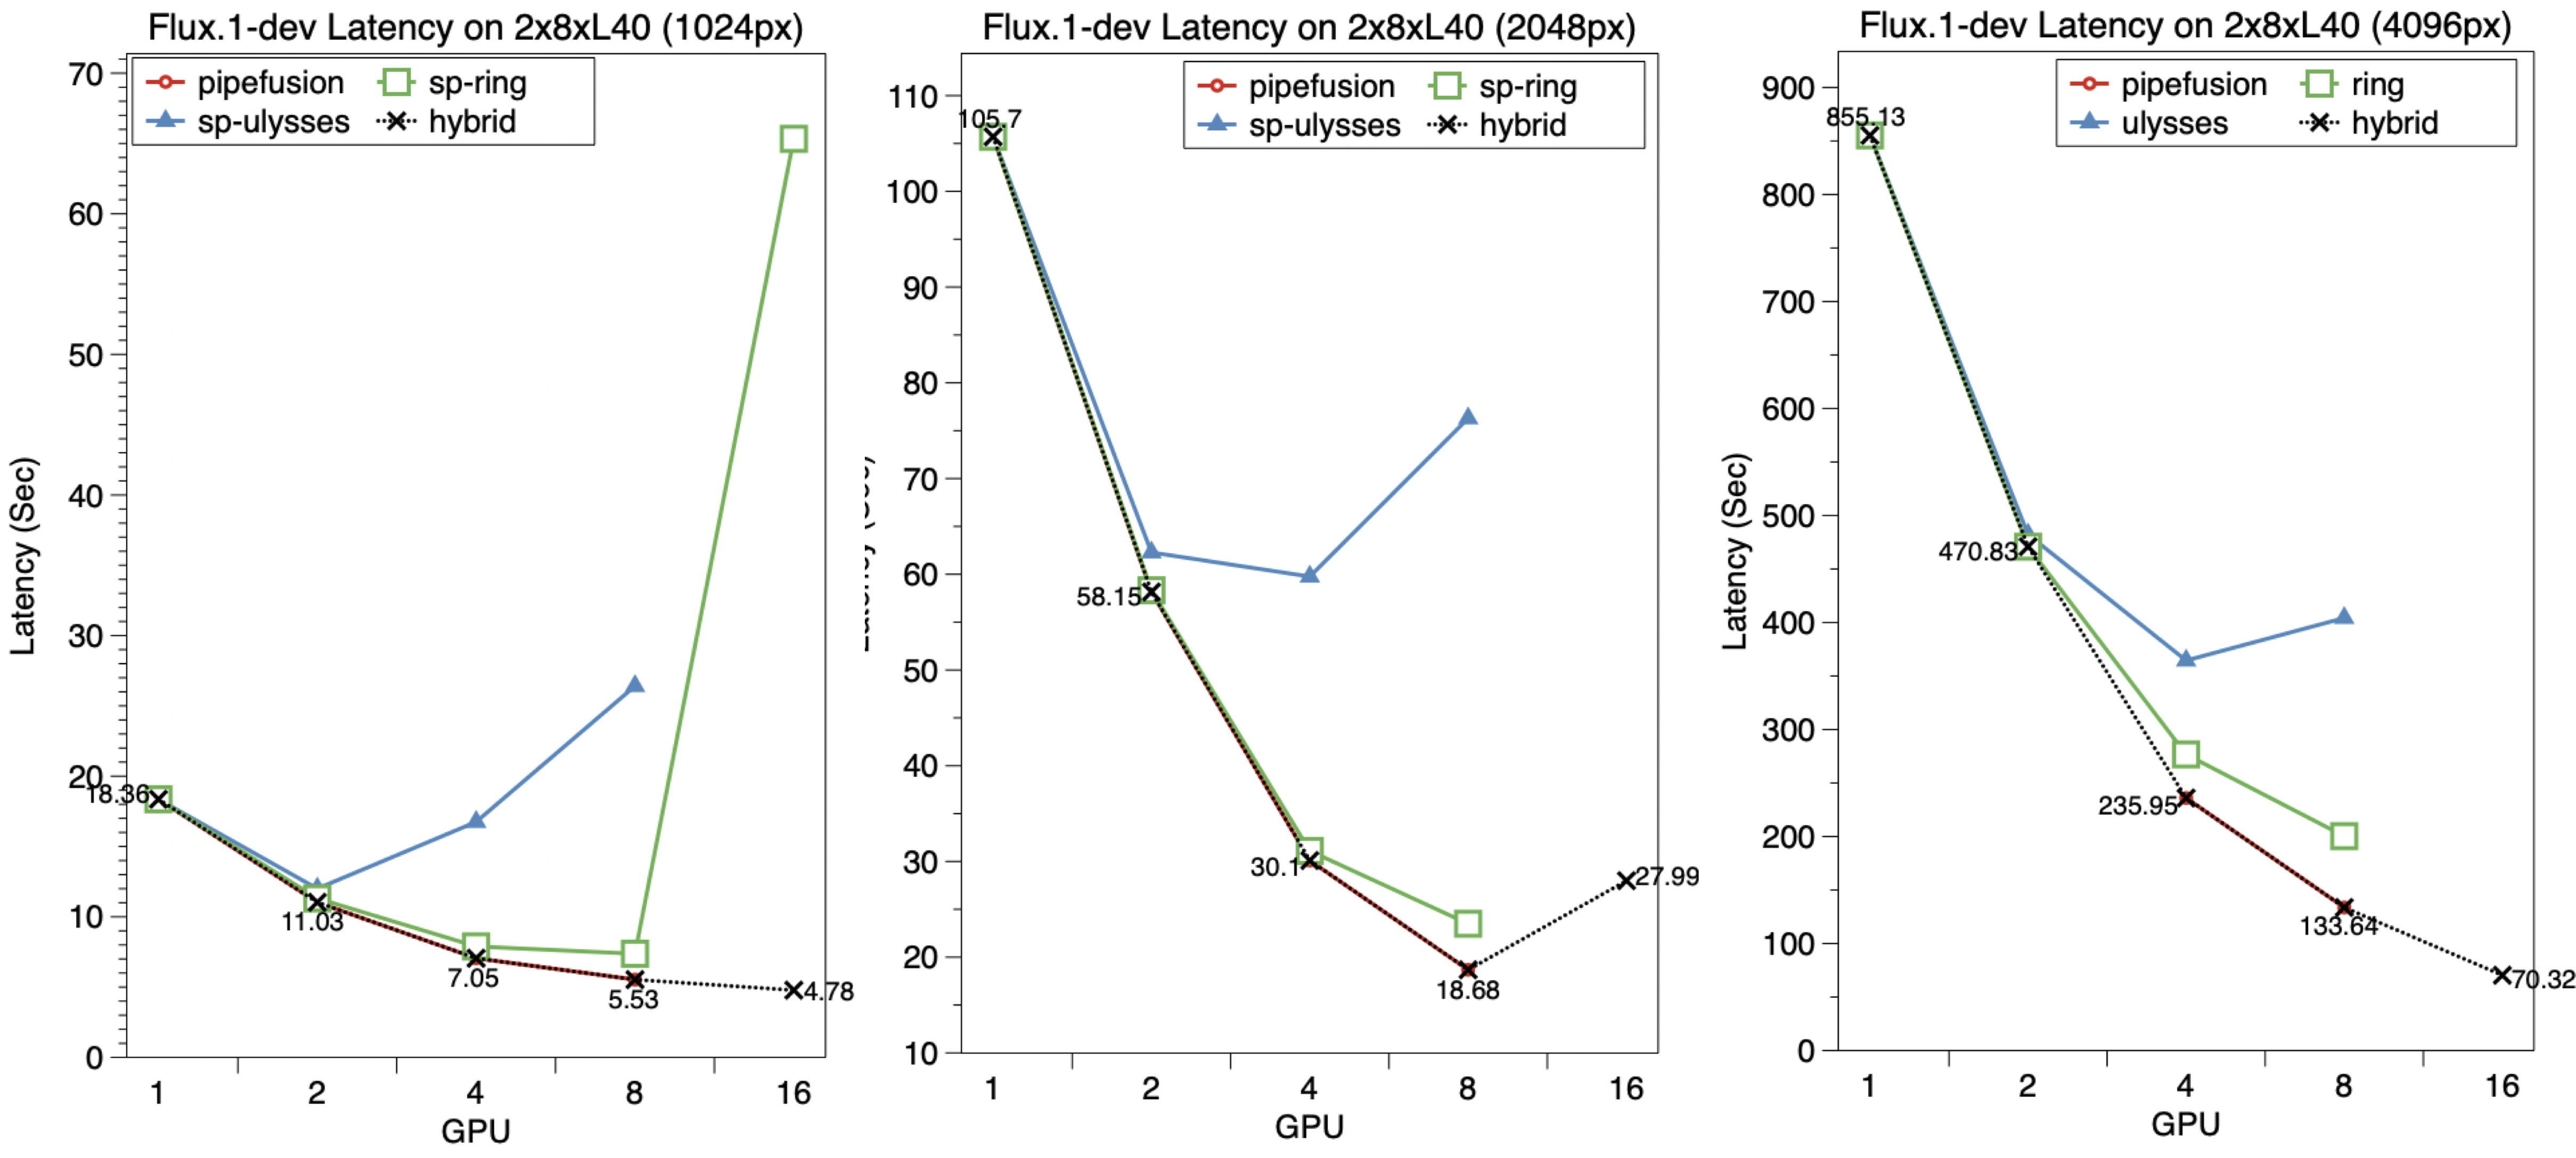 Flux.1-dev Latency on 2x8xL40 (1024px)
pipefusion
sp-ring
sp-ulysses
hybrid
70
60
50
40
30
20
10
0
Latency (Sec)
18.36
11.03
7.05
5.53
4.78
1 2 4 8 16
GPU
Flux.1-dev Latency on 2x8xL40 (2048px)
pipefusion
sp-ring
sp-ulysses
hybrid
110
100
90
80
70
60
50
40
30
20
10
Latency (Sec)
105.7
58.15
30.1
18.68
27.99
1 2 4 8 16
GPU
Flux.1-dev Latency on 2x8xL40 (4096px)
pipefusion
ring
ulysses
hybrid
900
800
700
600
500
400
300
200
100
0
Latency (Sec)
855.13
470.83
235.95
133.64
70.32
1 2 4 8 16
GPU